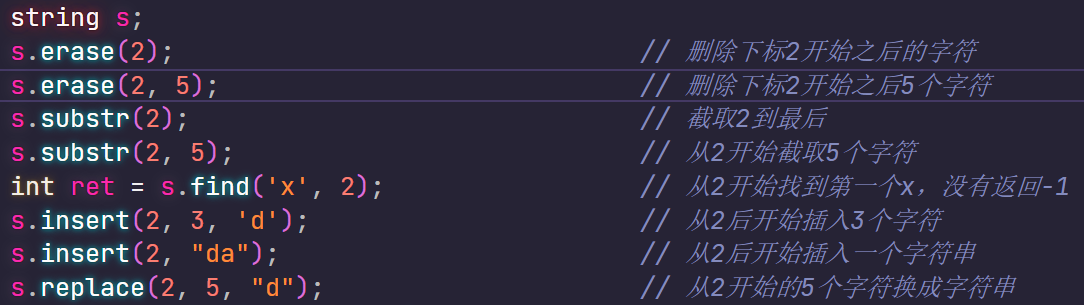 string s;
s.erase(2); // 删除下标2开始之后的字符
s.erase(2, 5); // 删除下标2开始之后5个字符
s.substr(2); // 截取2到最后
s.substr(2, 5); // 从2开始截取5个字符
int ret = s.find('x', 2); // 从2开始找到第一个x，没有返回-1
s.insert(2, 3, 'd'); // 从2后开始插入3个字符
s.insert(2, "da"); // 从2后开始插入一个字符串
s.replace(2, 5, "d"); // 从2开始的5个字符换成字符串